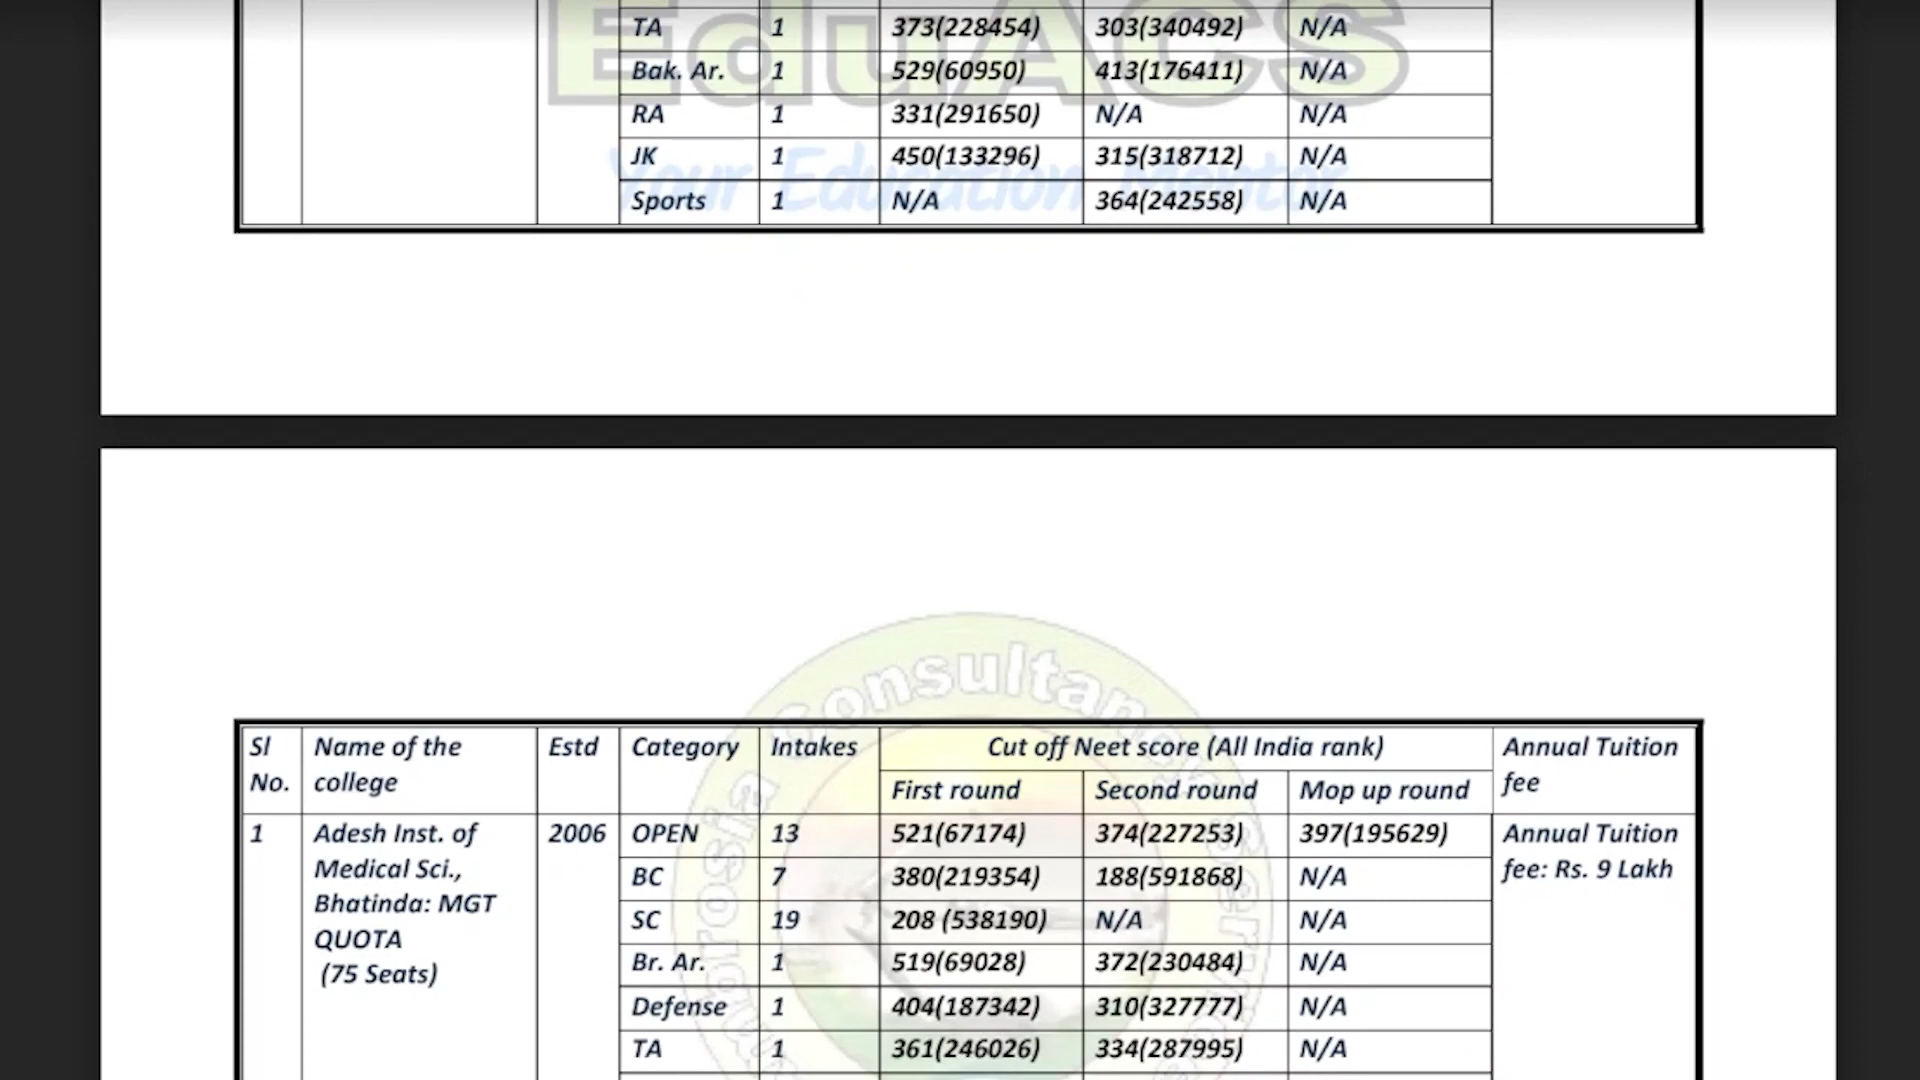 EduACS
Your Education Mentor
TA 1 373(228454) 303(340492) N/A
Bak. Ar. 1 529(60950) 413(176411) N/A
RA 1 331(291650) N/A N/A
JK 1 450(133296) 315(318712) N/A
Sports 1 N/A 364(242558) N/A
Consultancy
Sl No. Name of the college Estd Category Intakes Cut off Neet score (All India rank) Annual Tuition fee
First round Second round Mop up round
1 Adesh Inst. of 2006 OPEN 13 521(67174) 374(227253) 397(195629) Annual Tuition
Medical Sci., BC 7 380(219354) 188(591868) N/A fee: Rs. 9 Lakh
Bhatinda: MGT SC 19 208 (538190) N/A N/A
QUOTA
(75 Seats) Br. Ar. 1 519(69028) 372(230484) N/A
Defense 1 404(187342) 310(327777) N/A
TA 1 361(246026) 334(287995) N/A